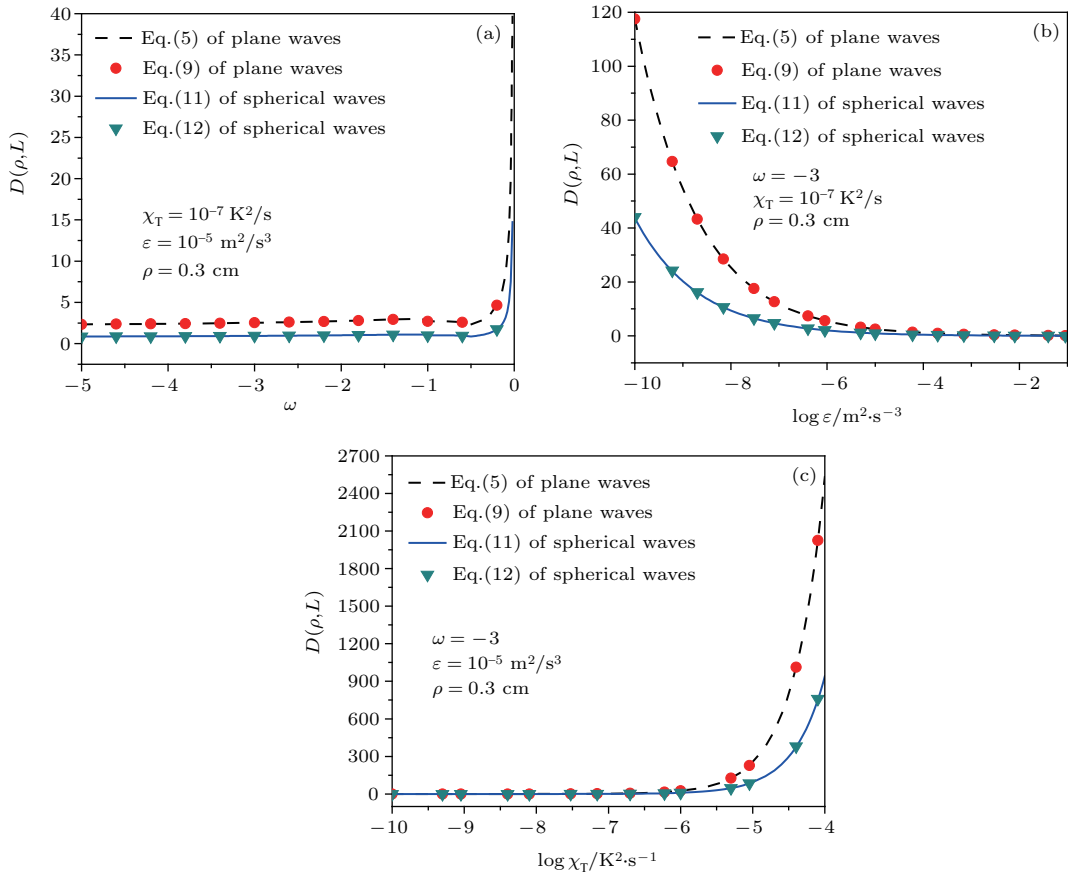 (a)
Eq.(5) of plane waves
Eq.(9) of plane waves
Eq.(11) of spherical waves
Eq.(12) of spherical waves
χ_T = 10⁻⁷ K²/s
ε = 10⁻⁵ m²/s³
ρ = 0.3 cm
D(ρ,L)
40
35
30
25
20
15
10
5
0
−5 −4 −3 −2 −1 0
ω
(b)
Eq.(5) of plane waves
Eq.(9) of plane waves
Eq.(11) of spherical waves
Eq.(12) of spherical waves
ω = −3
χ_T = 10⁻⁷ K²/s
ρ = 0.3 cm
D(ρ,L)
120
100
80
60
40
20
0
−10 −8 −6 −4 −2
log ε/m²·s⁻³
(c)
Eq.(5) of plane waves
Eq.(9) of plane waves
Eq.(11) of spherical waves
Eq.(12) of spherical waves
ω = −3
ε = 10⁻⁵ m²/s³
ρ = 0.3 cm
D(ρ,L)
2700
2400
2100
1800
1500
1200
900
600
300
0
−10 −9 −8 −7 −6 −5 −4
log χ_T/K²·s⁻¹